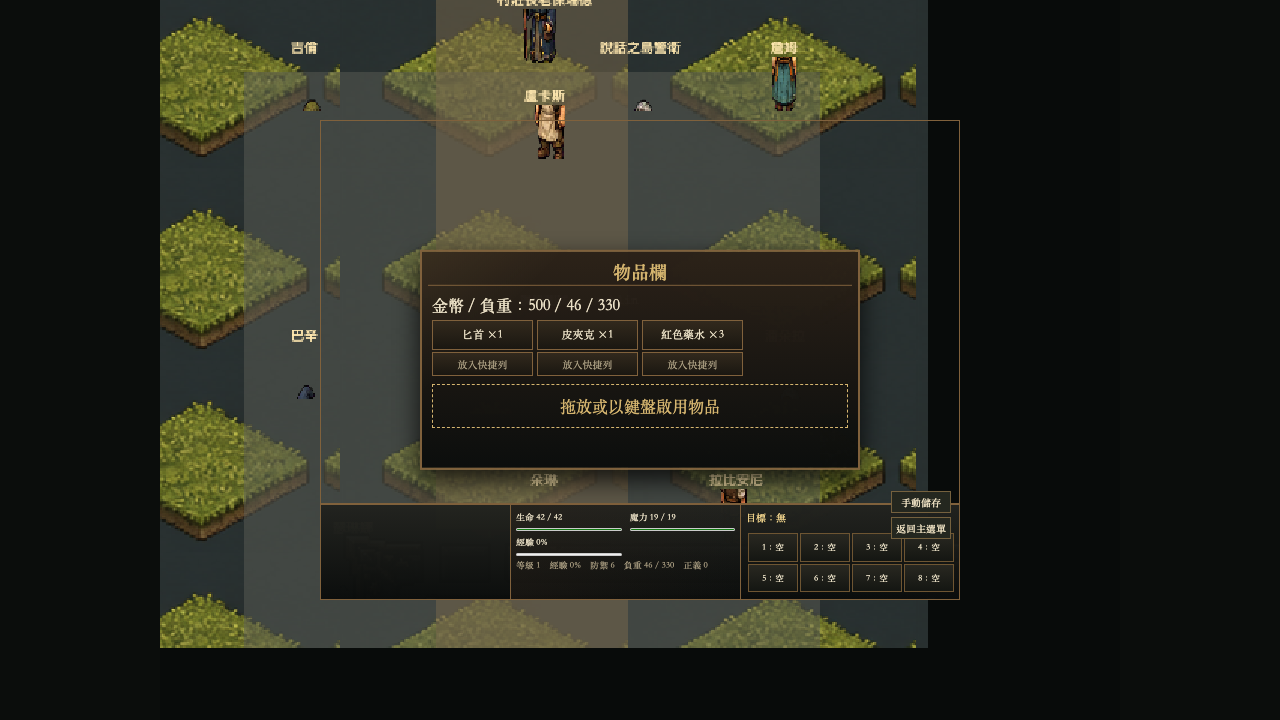 吉倫
說話之島警衛
詹姆
盧卡斯
物品欄
金幣 / 負重：500 / 46 / 330
匕首 ×1
皮夾克 ×1
紅色藥水 ×3
放入快捷列
放入快捷列
放入快捷列
拖放或以鍵盤啟用物品
巴辛
朵琳
拉比安尼
手動儲存
返回主選單
生命 42 / 42
魔力 19 / 19
經驗 0%
等級 1 經驗 0% 防禦 6 負重 46 / 330 正義 0
目標：無
1：空
2：空
3：空
4：空
5：空
6：空
7：空
8：空